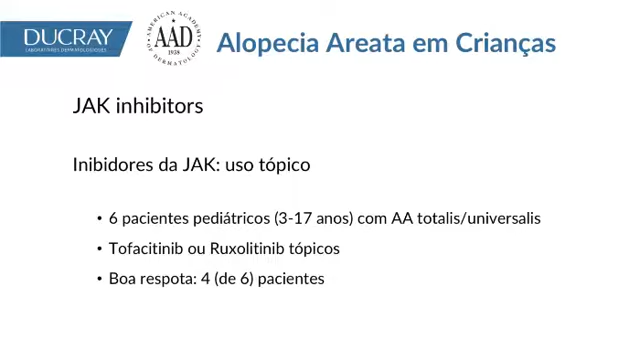 DUCRAY
LABORATOIRES DERMATOLOGIQUES
AMERICAN ACADEMY OF DERMATOLOGY
AAD
1938
Alopecia Areata em Crianças
JAK inhibitors
Inibidores da JAK: uso tópico
• 6 pacientes pediátricos (3-17 anos) com AA totalis/universalis
• Tofacitinib ou Ruxolitinib tópicos
• Boa respota: 4 (de 6) pacientes